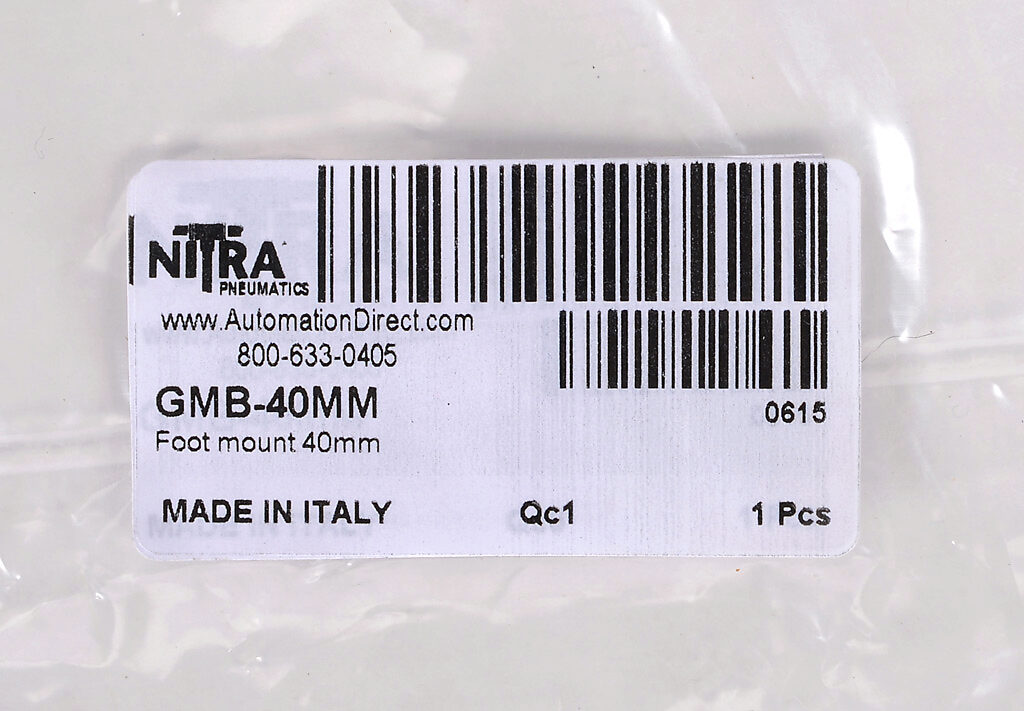 NITRA
PNEUMATICS
www.AutomationDirect.com
800-633-0405
GMB-40MM
0615
Foot mount 40mm
MADE IN ITALY Qc1 1 Pcs